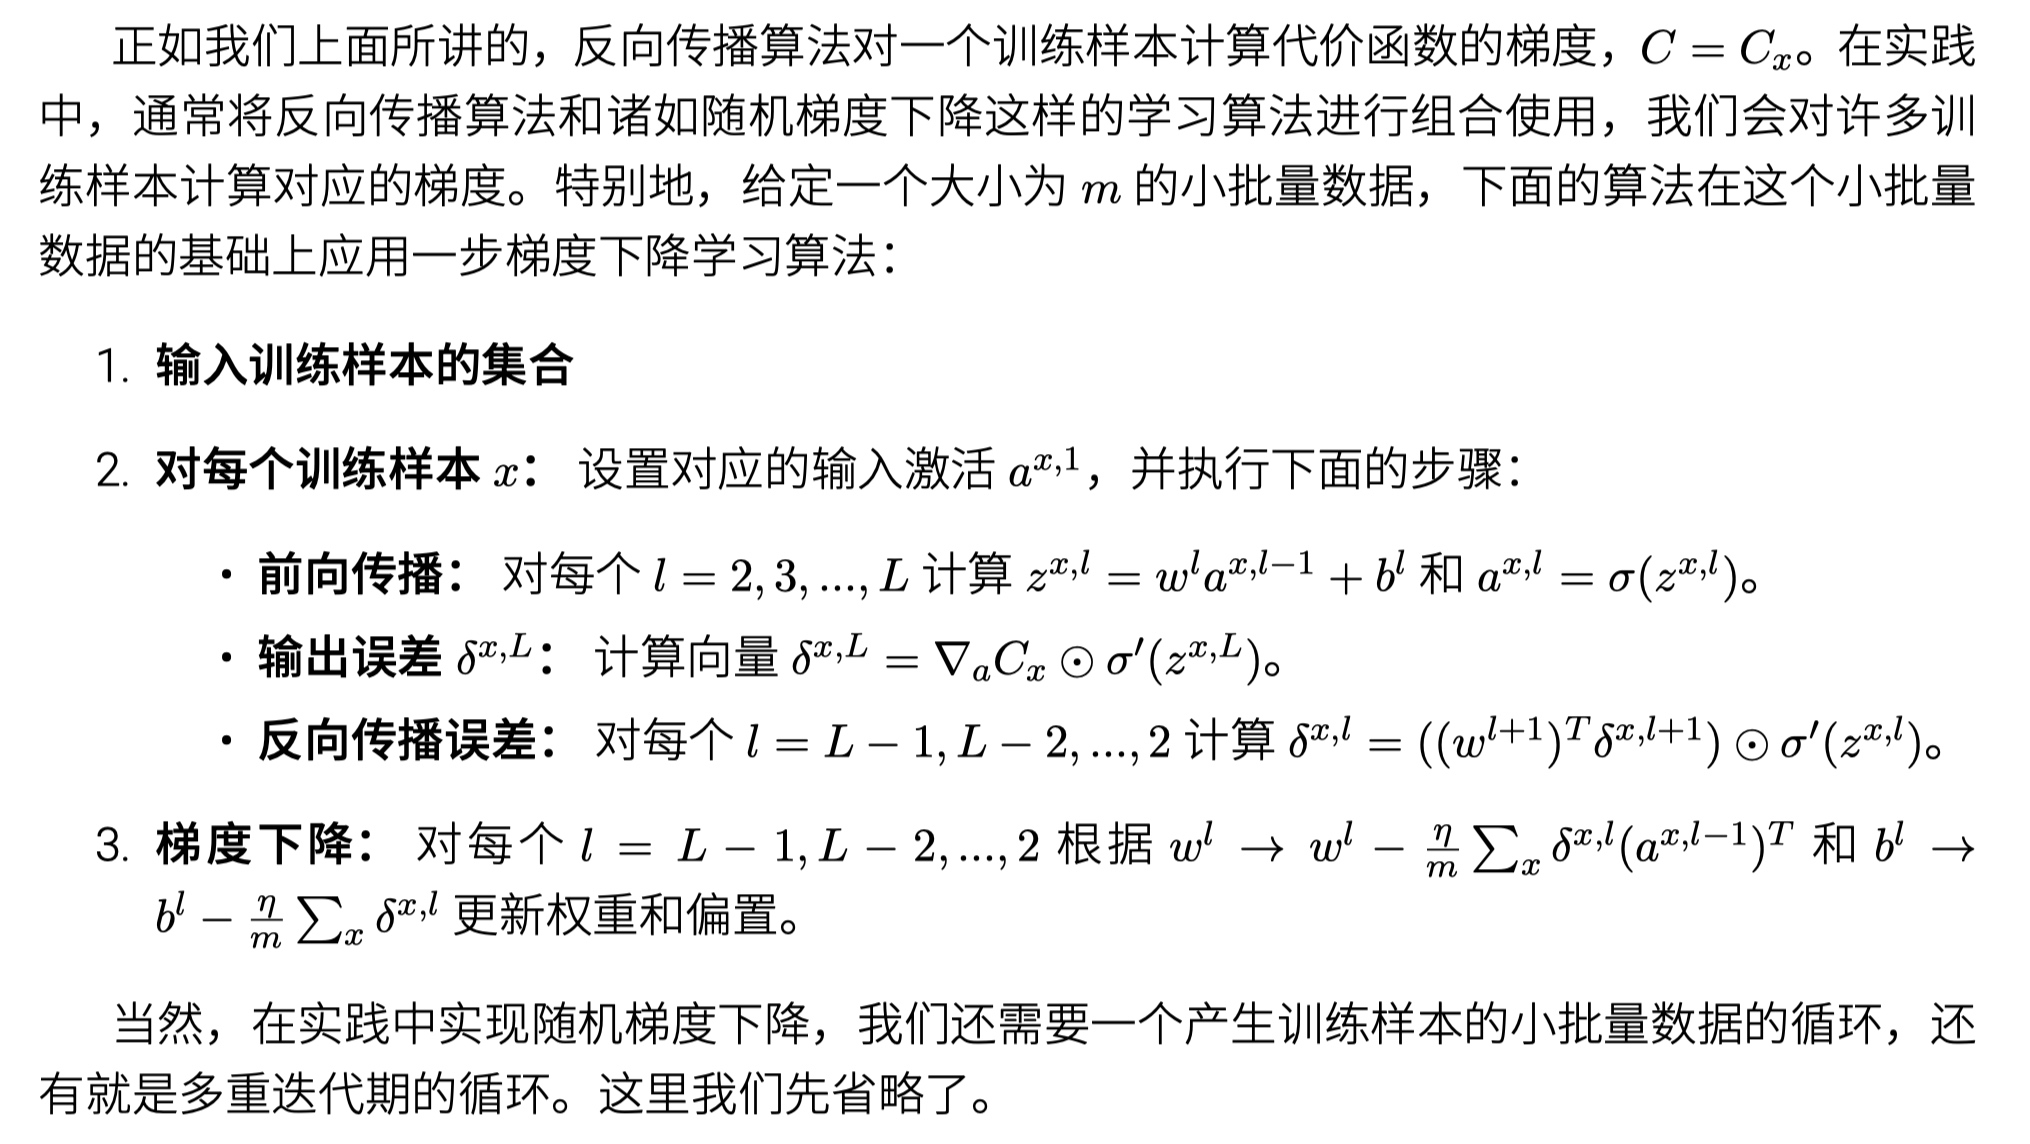 正如我们上面所讲的，反向传播算法对一个训练样本计算代价函数的梯度，$C = C_x$。在实践
中，通常将反向传播算法和诸如随机梯度下降这样的学习算法进行组合使用，我们会对许多训
练样本计算对应的梯度。特别地，给定一个大小为 $m$ 的小批量数据，下面的算法在这个小批量
数据的基础上应用一步梯度下降学习算法：
1. 输入训练样本的集合
2. 对每个训练样本 $x$： 设置对应的输入激活 $a^{x,1}$，并执行下面的步骤：
• 前向传播： 对每个 $l = 2, 3, ..., L$ 计算 $z^{x,l} = w^l a^{x,l-1} + b^l$ 和 $a^{x,l} = \sigma(z^{x,l})$。
• 输出误差 $\delta^{x,L}$： 计算向量 $\delta^{x,L} = \nabla_a C_x \odot \sigma'(z^{x,L})$。
• 反向传播误差： 对每个 $l = L - 1, L - 2, ..., 2$ 计算 $\delta^{x,l} = ((w^{l+1})^T \delta^{x,l+1}) \odot \sigma'(z^{x,l})$。
3. 梯度下降： 对每个 $l = L - 1, L - 2, ..., 2$ 根据 $w^l \rightarrow w^l - \frac{\eta}{m} \sum_x \delta^{x,l} (a^{x,l-1})^T$ 和 $b^l \rightarrow$
$b^l - \frac{\eta}{m} \sum_x \delta^{x,l}$ 更新权重和偏置。
当然，在实践中实现随机梯度下降，我们还需要一个产生训练样本的小批量数据的循环，还
有就是多重迭代期的循环。这里我们先省略了。